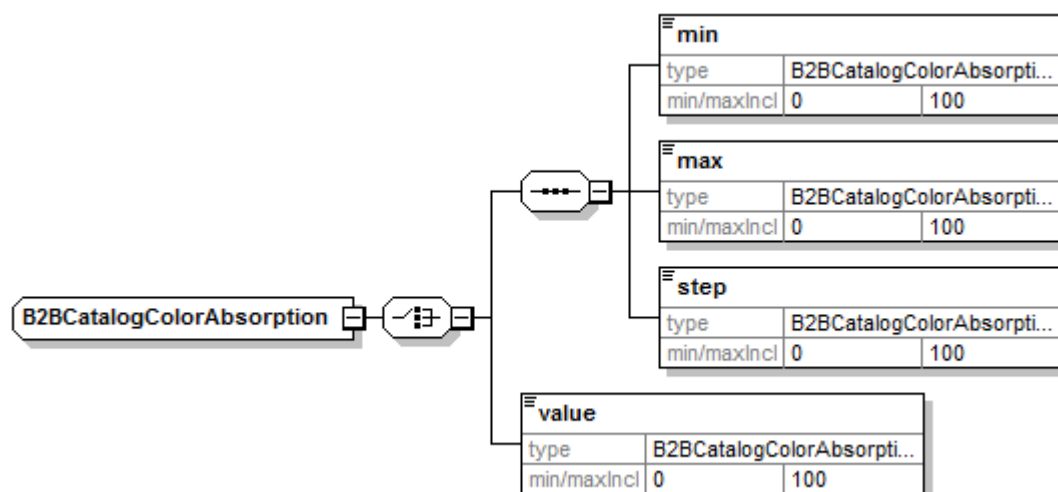 min
type B2BCatalogColorAbsorpti...
min/maxIncl 0 100
max
type B2BCatalogColorAbsorpti...
min/maxIncl 0 100
step
type B2BCatalogColorAbsorpti...
min/maxIncl 0 100
B2BCatalogColorAbsorption
value
type B2BCatalogColorAbsorpti...
min/maxIncl 0 100